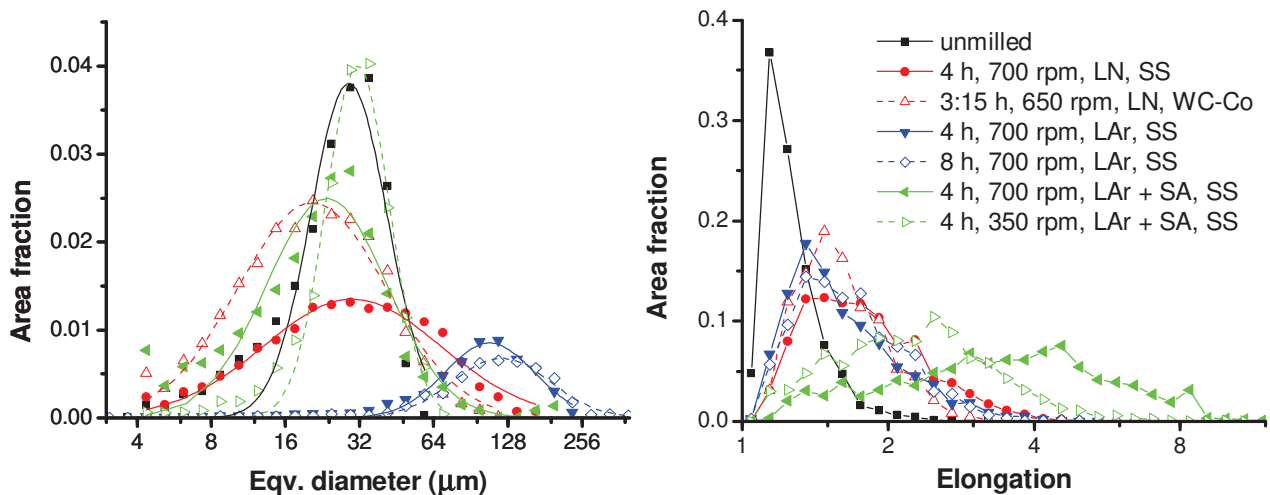 Area fraction
0.04
0.03
0.02
0.01
0.00
4 8 16 32 64 128 256
Eqv. diameter (μm)
Area fraction
0.4
0.3
0.2
0.1
0.0
1 2 4 8
Elongation
unmilled
4 h, 700 rpm, LN, SS
3:15 h, 650 rpm, LN, WC-Co
4 h, 700 rpm, LAr, SS
8 h, 700 rpm, LAr, SS
4 h, 700 rpm, LAr + SA, SS
4 h, 350 rpm, LAr + SA, SS